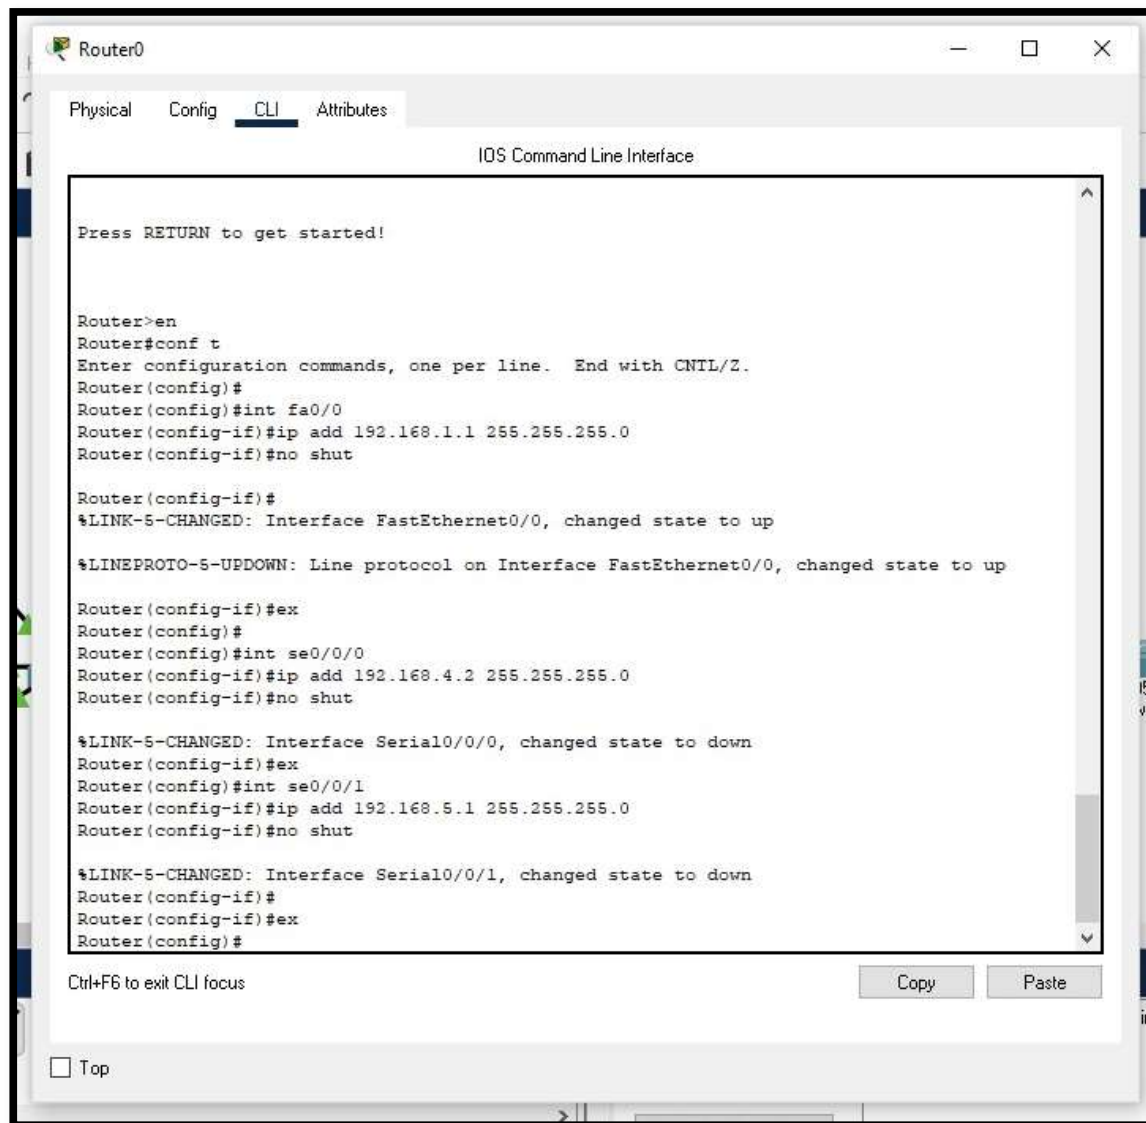 Router0
Physical Config CLI Attributes
IOS Command Line Interface
Press RETURN to get started!
Router>en
Router#conf t
Enter configuration commands, one per line.  End with CNTL/Z.
Router(config)#
Router(config)#int fa0/0
Router(config-if)#ip add 192.168.1.1 255.255.255.0
Router(config-if)#no shut
Router(config-if)#
%LINK-5-CHANGED: Interface FastEthernet0/0, changed state to up
%LINEPROTO-5-UPDOWN: Line protocol on Interface FastEthernet0/0, changed state to up
Router(config-if)#ex
Router(config)#
Router(config)#int se0/0/0
Router(config-if)#ip add 192.168.4.2 255.255.255.0
Router(config-if)#no shut
%LINK-5-CHANGED: Interface Serial0/0/0, changed state to down
Router(config-if)#ex
Router(config)#int se0/0/1
Router(config-if)#ip add 192.168.5.1 255.255.255.0
Router(config-if)#no shut
%LINK-5-CHANGED: Interface Serial0/0/1, changed state to down
Router(config-if)#
Router(config-if)#ex
Router(config)#
Ctrl+F6 to exit CLI focus
Copy Paste
Top